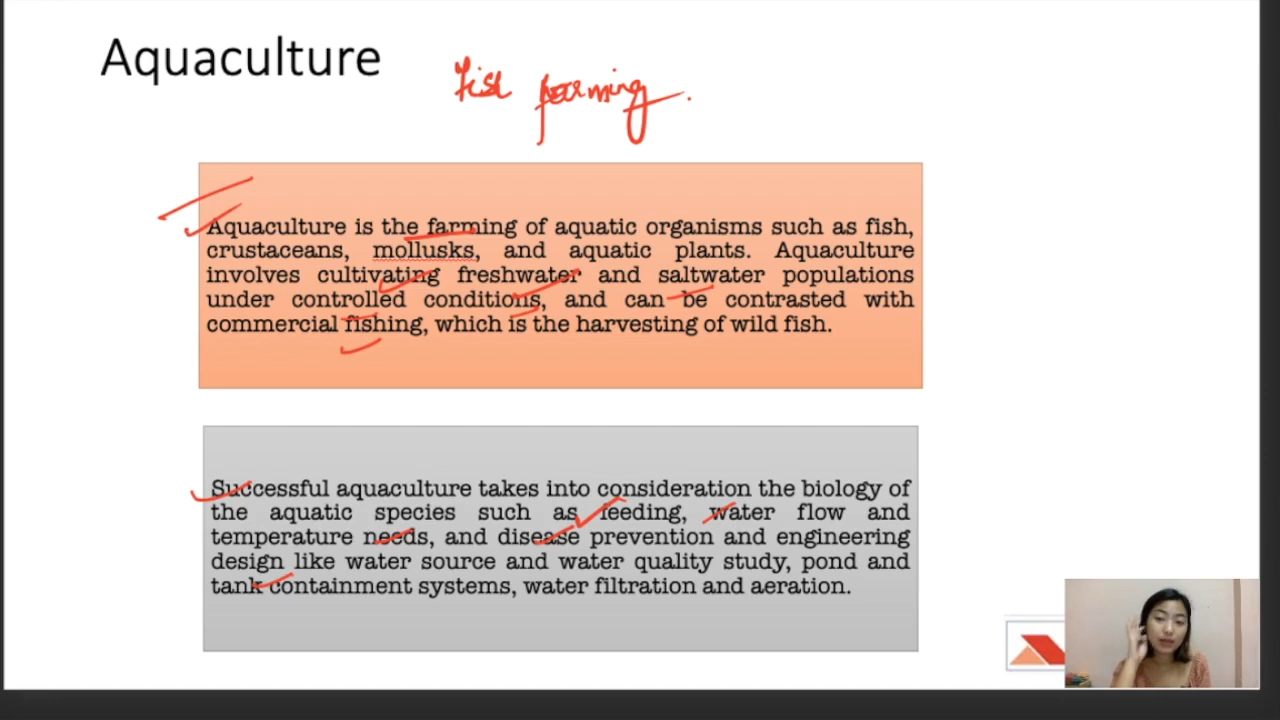 Aquaculture
Fish farming.
Aquaculture is the farming of aquatic organisms such as fish,
crustaceans, mollusks, and aquatic plants. Aquaculture
involves cultivating freshwater and saltwater populations
under controlled conditions, and can be contrasted with
commercial fishing, which is the harvesting of wild fish.
Successful aquaculture takes into consideration the biology of
the aquatic species such as feeding, water flow and
temperature needs, and disease prevention and engineering
design like water source and water quality study, pond and
tank containment systems, water filtration and aeration.